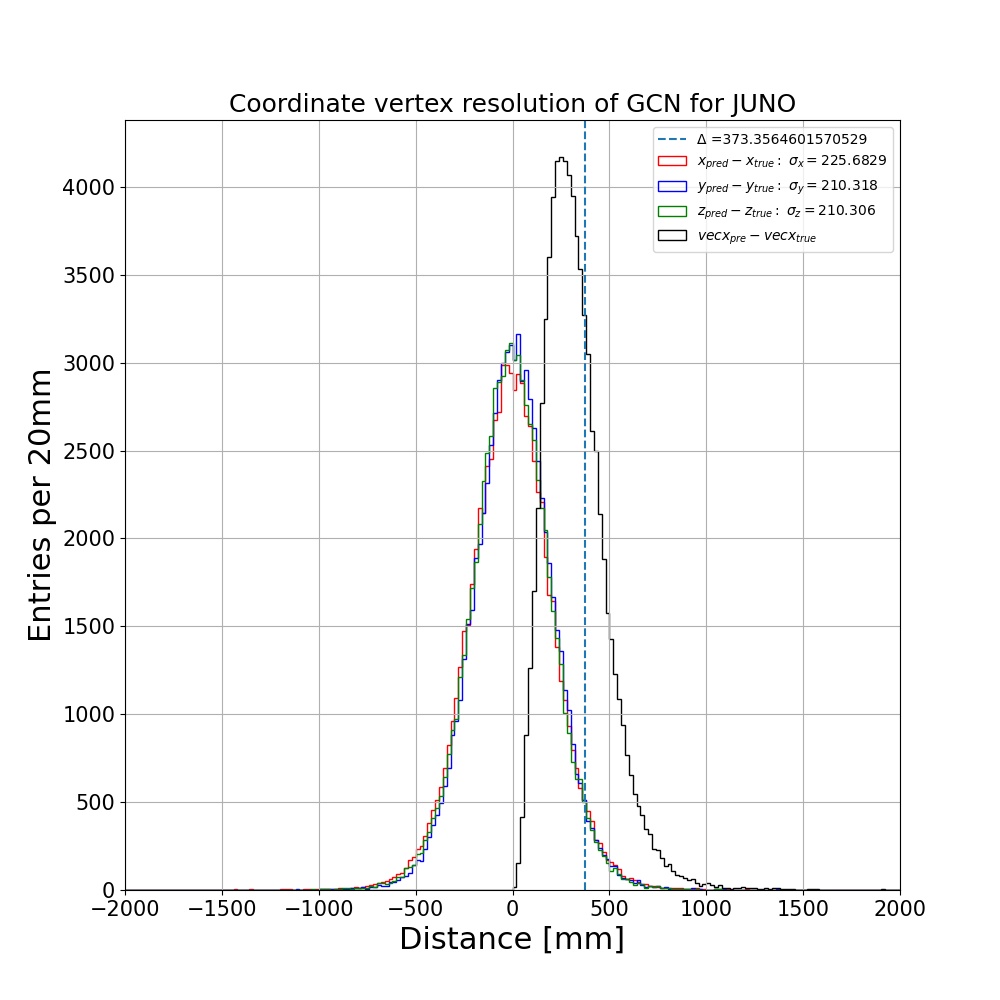 Coordinate vertex resolution of GCN for JUNO
Δ =373.3564601570529
x_pred − x_true : σ_x = 225.6829
y_pred − y_true : σ_y = 210.318
z_pred − z_true : σ_z = 210.306
vecx_pre − vecx_true
Entries per 20mm
4000
3500
3000
2500
2000
1500
1000
500
0
−2000 −1500 −1000 −500 0 500 1000 1500 2000
Distance [mm]